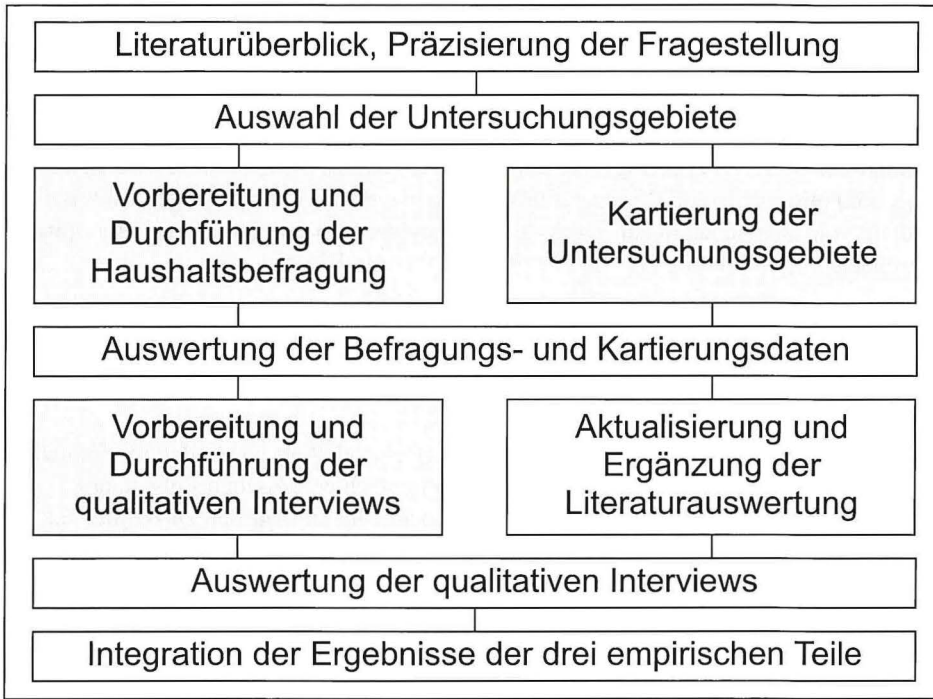 Literaturüberblick, Präzisierung der Fragestellung
Auswahl der Untersuchungsgebiete
Vorbereitung und
Durchführung der
Haushaltsbefragung
Kartierung der
Untersuchungsgebiete
Auswertung der Befragungs- und Kartierungsdaten
Vorbereitung und
Durchführung der
qualitativen Interviews
Aktualisierung und
Ergänzung der
Literaturauswertung
Auswertung der qualitativen Interviews
Integration der Ergebnisse der drei empirischen Teile